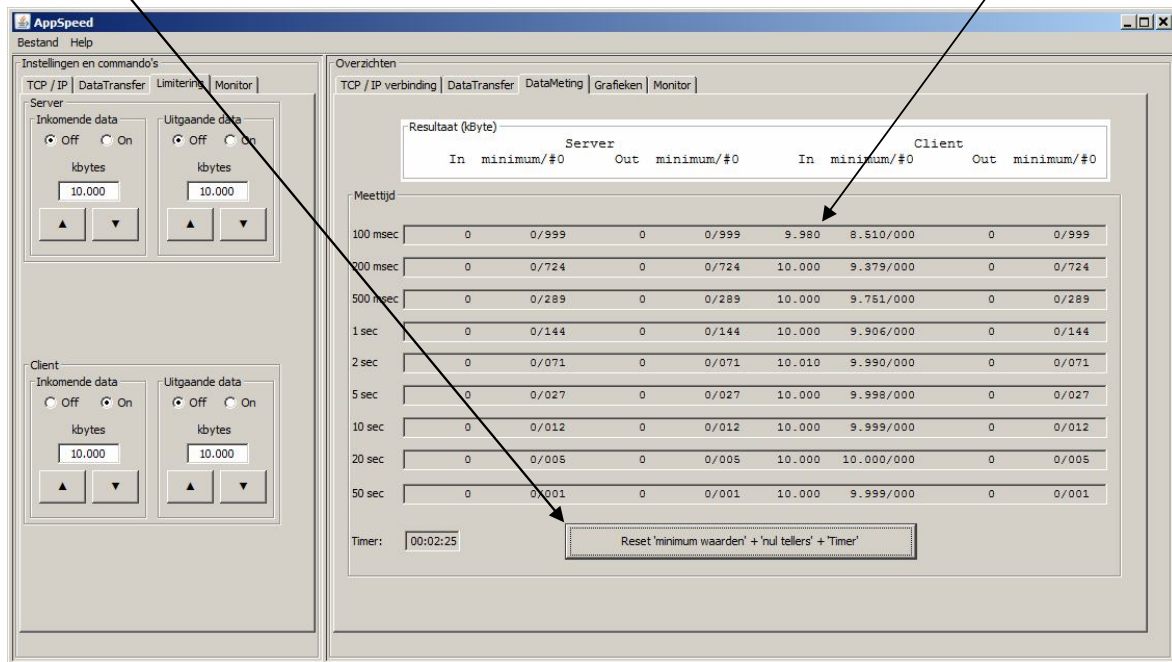 AppSpeed
Bestand Help
Instellingen en commando's
TCP / IP DataTransfer Limitering Monitor
Server
Inkomende data Uitgaande data
Off On Off On
kbytes kbytes
10.000 10.000
Client
Inkomende data Uitgaande data
Off On Off On
kbytes kbytes
10.000 10.000
Overzichten
TCP / IP verbinding DataTransfer DataMeting Grafieken Monitor
Resultaat (kByte)
Server Client
In minimum/#0 Out minimum/#0 In minimum/#0 Out minimum/#0
Meettijd
100 msec 0 0/999 0 0/999 9.980 8.510/000 0 0/999
200 msec 0 0/724 0 0/724 10.000 9.379/000 0 0/724
500 msec 0 0/289 0 0/289 10.000 9.751/000 0 0/289
1 sec 0 0/144 0 0/144 10.000 9.906/000 0 0/144
2 sec 0 0/071 0 0/071 10.010 9.990/000 0 0/071
5 sec 0 0/027 0 0/027 10.000 9.998/000 0 0/027
10 sec 0 0/012 0 0/012 10.000 9.999/000 0 0/012
20 sec 0 0/005 0 0/005 10.000 10.000/000 0 0/005
50 sec 0 0/001 0 0/001 10.000 9.999/000 0 0/001
Timer: 00:02:25 Reset 'minimum waarden' + 'nul tellers' + 'Timer'